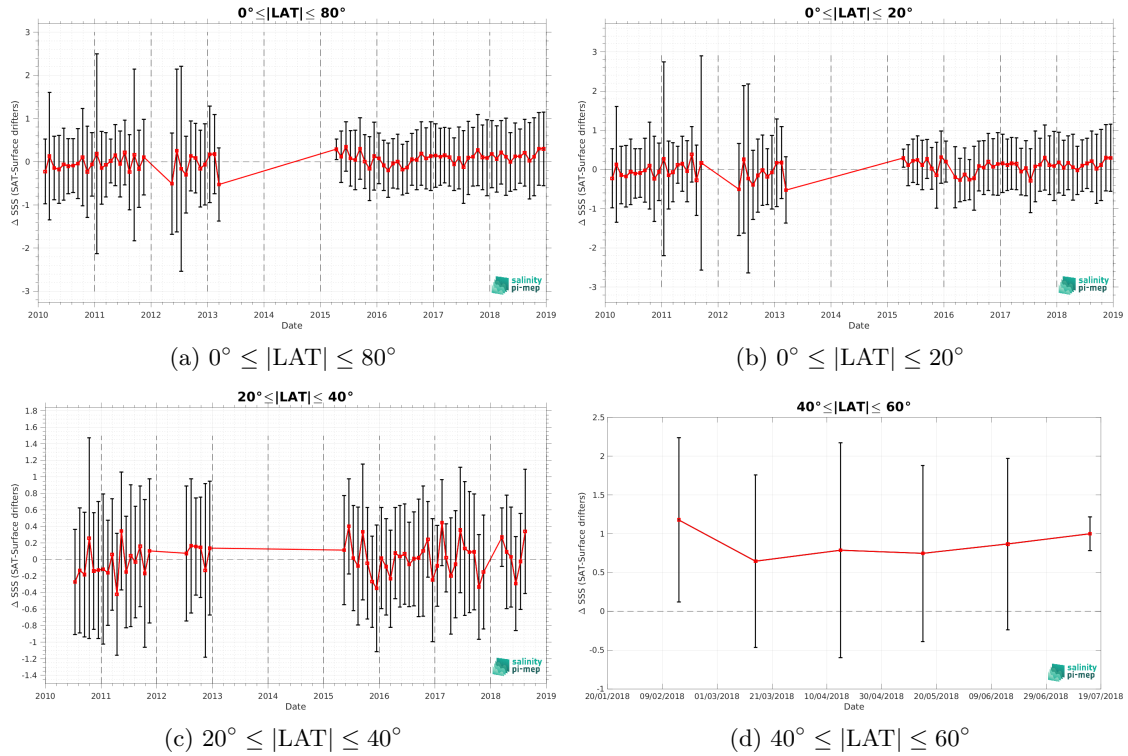 0°≤|LAT|≤ 80°
Δ SSS (SAT-Surface drifters)
3
2
1
0
-1
-2
-3
2010 2011 2012 2013 2014 2015 2016 2017 2018 2019
Date
salinity
pi-mep
(a) 0° ≤ |LAT| ≤ 80°
0°≤|LAT|≤ 20°
Δ SSS (SAT-Surface drifters)
3
2
1
0
-1
-2
-3
2010 2011 2012 2013 2014 2015 2016 2017 2018 2019
Date
salinity
pi-mep
(b) 0° ≤ |LAT| ≤ 20°
20°≤|LAT|≤ 40°
Δ SSS (SAT-Surface drifters)
1.8
1.6
1.4
1.2
1
0.8
0.6
0.4
0.2
0
-0.2
-0.4
-0.6
-0.8
-1
-1.2
-1.4
2010 2011 2012 2013 2014 2015 2016 2017 2018 2019
Date
salinity
pi-mep
(c) 20° ≤ |LAT| ≤ 40°
40°≤|LAT|≤ 60°
Δ SSS (SAT-Surface drifters)
2.5
2
1.5
1
0.5
0
-0.5
-1
20/01/2018 09/02/2018 01/03/2018 21/03/2018 10/04/2018 30/04/2018 20/05/2018 09/06/2018 29/06/2018 19/07/2018
Date
salinity
pi-mep
(d) 40° ≤ |LAT| ≤ 60°